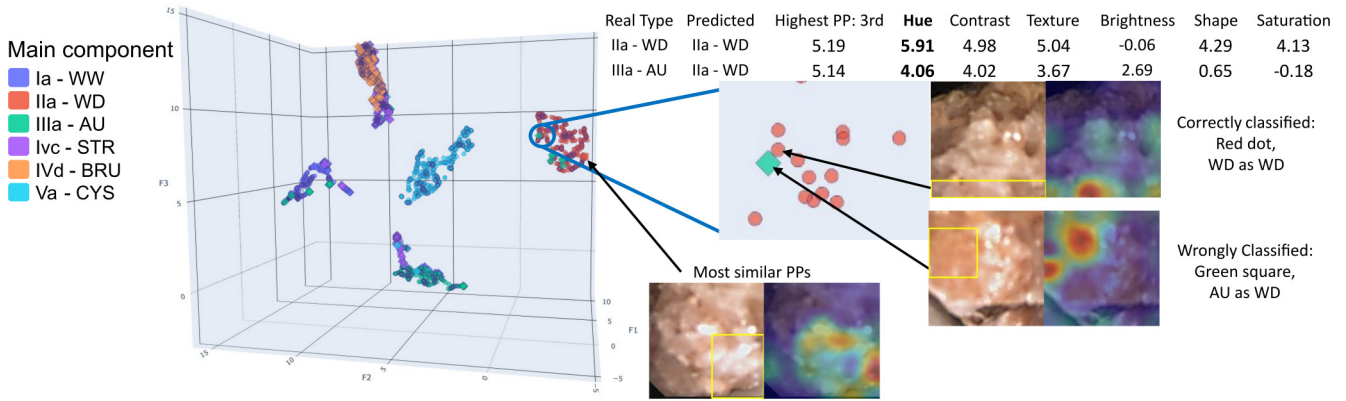 Real Type Predicted Highest PP: 3rd Hue Contrast Texture Brightness Shape Saturation
IIa - WD IIa - WD 5.19 5.91 4.98 5.04 -0.06 4.29 4.13
IIIa - AU IIa - WD 5.14 4.06 4.02 3.67 2.69 0.65 -0.18
Main component
Ia - WW
IIa - WD
IIIa - AU
Ivc - STR
IVd - BRU
Va - CYS
15
10
F3
5
0
15
10
F2
5
0
-5
10
5
F1
0
-5
Correctly classified:
Red dot,
WD as WD
Wrongly Classified:
Green square,
AU as WD
Most similar PPs